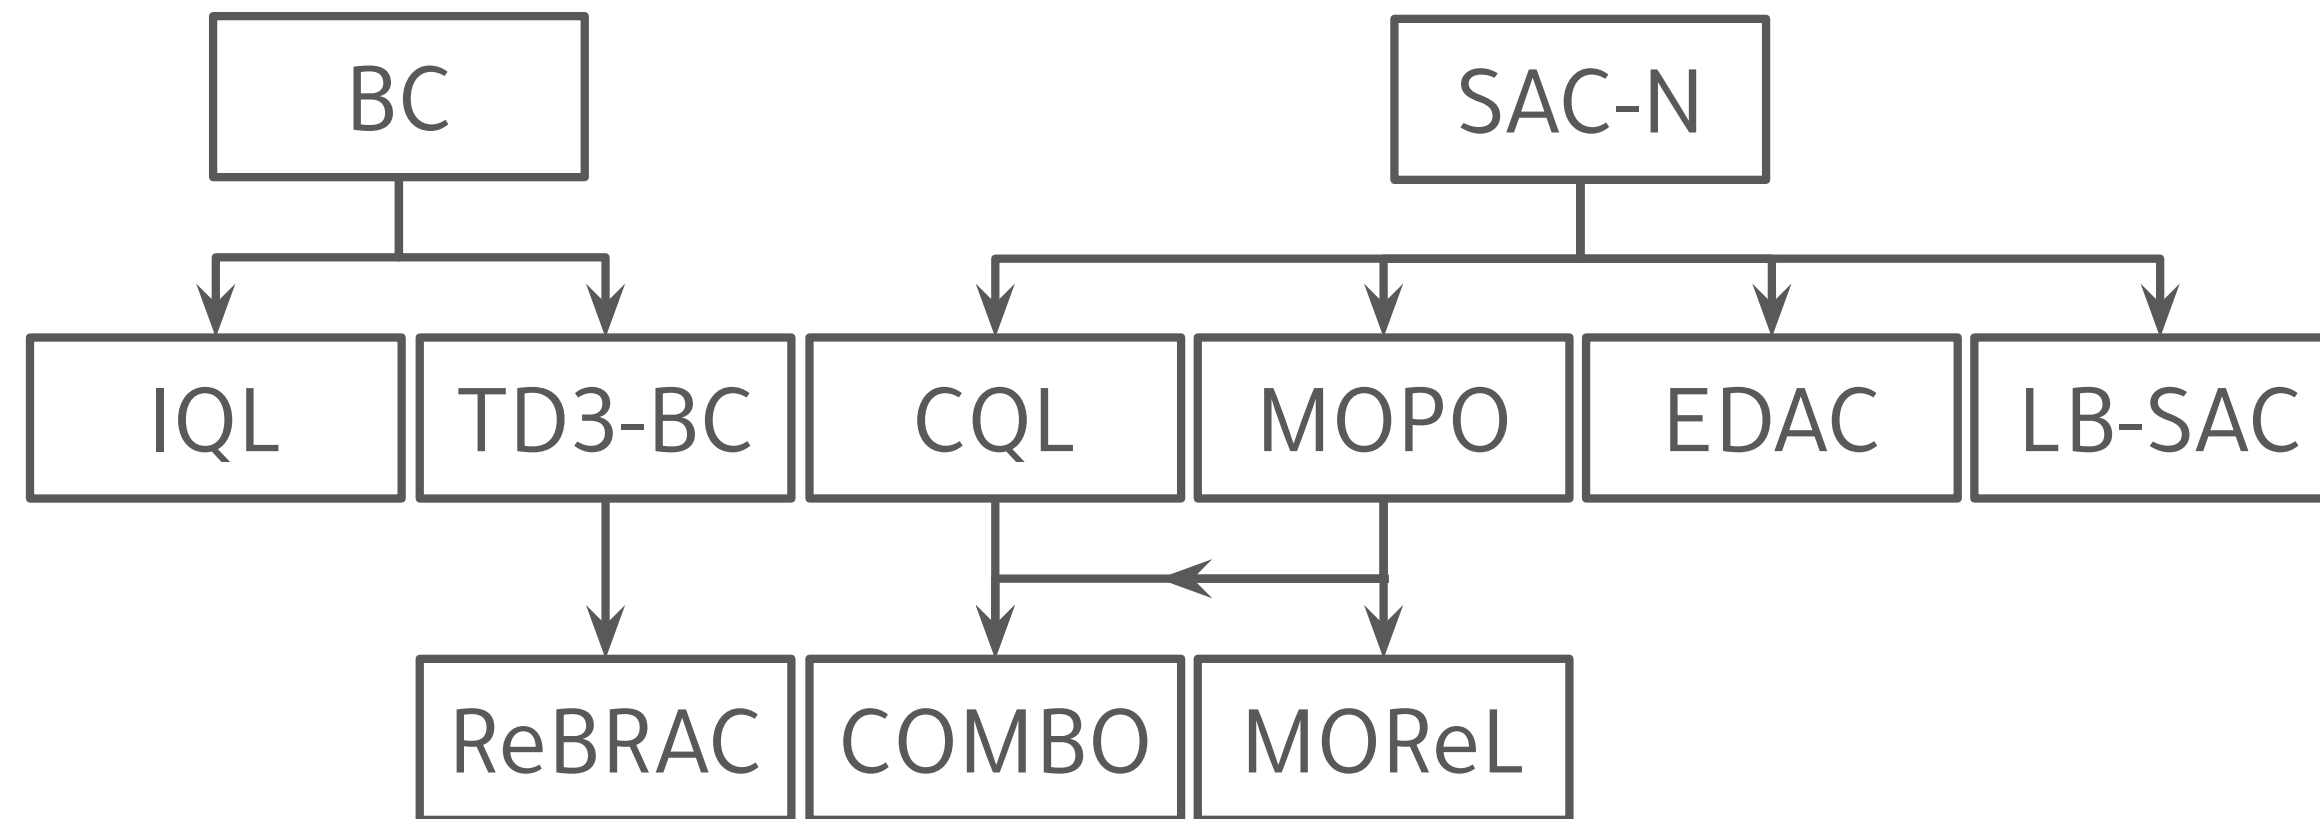 BC
SAC-N
IQL
TD3-BC
CQL
MOPO
EDAC
LB-SAC
ReBRAC
COMBO
MOReL